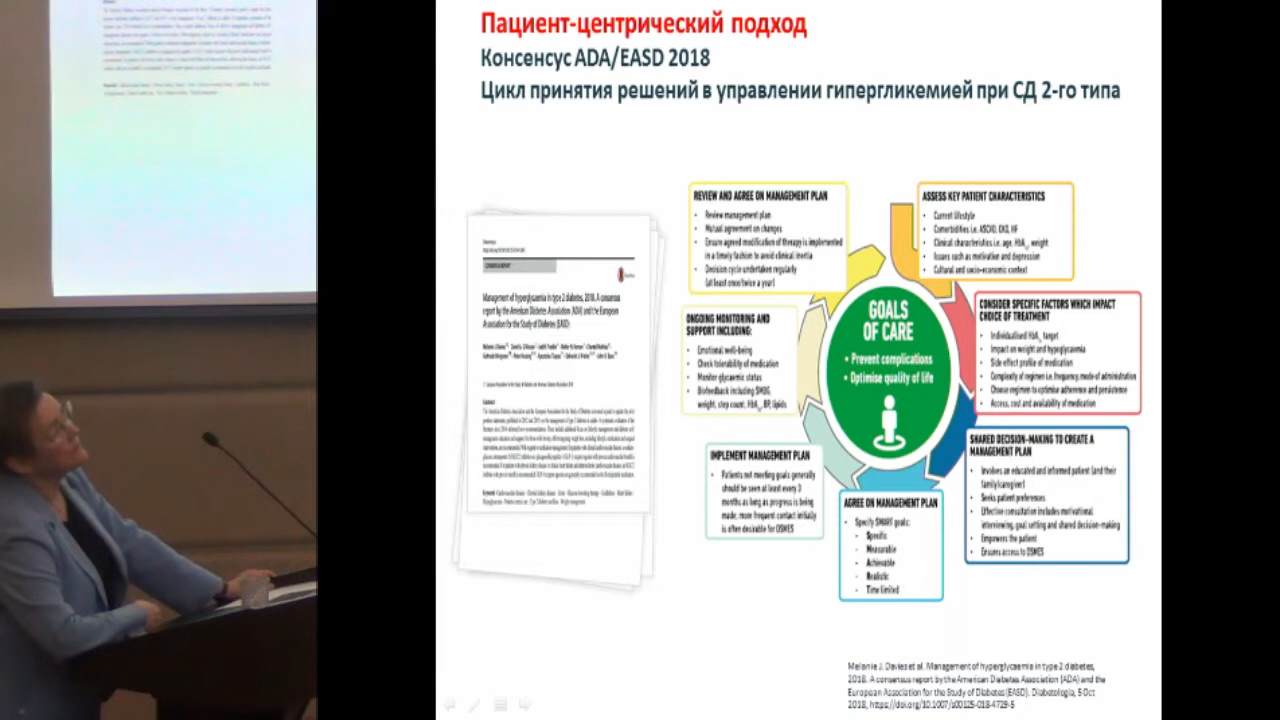 Пациент-центрический подход
Консенсус ADA/EASD 2018
Цикл принятия решений в управлении гипергликемией при СД 2-го типа
REVIEW AND AGREE ON MANAGEMENT PLAN
• Review management plan
• Mutual agreement on changes
• Ensure agreed modification of therapy is implemented
in a timely fashion to avoid clinical inertia
• Decision cycle undertaken regularly
(at least once/twice a year)
ASSESS KEY PATIENT CHARACTERISTICS
• Current lifestyle
• Comorbidities i.e. ASCVD, CKD, HF
• Clinical characteristics i.e. age, HbA1c, weight
• Issues such as motivation and depression
• Cultural and socio-economic context
CONSIDER SPECIFIC FACTORS WHICH IMPACT
CHOICE OF TREATMENT
• Individualised HbA1c target
• Impact on weight and hypoglycaemia
• Side effect profile of medication
• Complexity of regimen i.e. frequency, mode of administration
• Choose regimen to optimise adherence and persistence
• Access, cost and availability of medication
SHARED DECISION-MAKING TO CREATE A
MANAGEMENT PLAN
• Involves an educated and informed patient (and their
family/caregiver)
• Seeks patient preferences
• Effective consultation includes motivational
interviewing, goal setting and shared decision-making
• Empowers the patient
• Ensures access to DSMES
AGREE ON MANAGEMENT PLAN
• Specify SMART goals:
• Specific
• Measurable
• Achievable
• Realistic
• Time limited
IMPLEMENT MANAGEMENT PLAN
• Patients not meeting goals generally
should be seen at least every 3
months as long as progress is being
made; more frequent contact initially
is often desirable for DSMES
ONGOING MONITORING AND
SUPPORT INCLUDING:
• Emotional well-being
• Check tolerability of medication
• Monitor glycaemic status
• Biofeedback including SMBG,
weight, step count, HbA1c, BP, lipids
GOALS
OF CARE
• Prevent complications
• Optimise quality of life
Management of hyperglycaemia in type 2 diabetes, 2018. A consensus
report by the American Diabetes Association (ADA) and the European
Association for the Study of Diabetes (EASD)
Melanie J. Davies et al. Management of hyperglycaemia in type 2 diabetes,
2018. A consensus report by the American Diabetes Association (ADA) and the
European Association for the Study of Diabetes (EASD). Diabetologia, 5 Oct
2018, https://doi.org/10.1007/s00125-018-4729-5